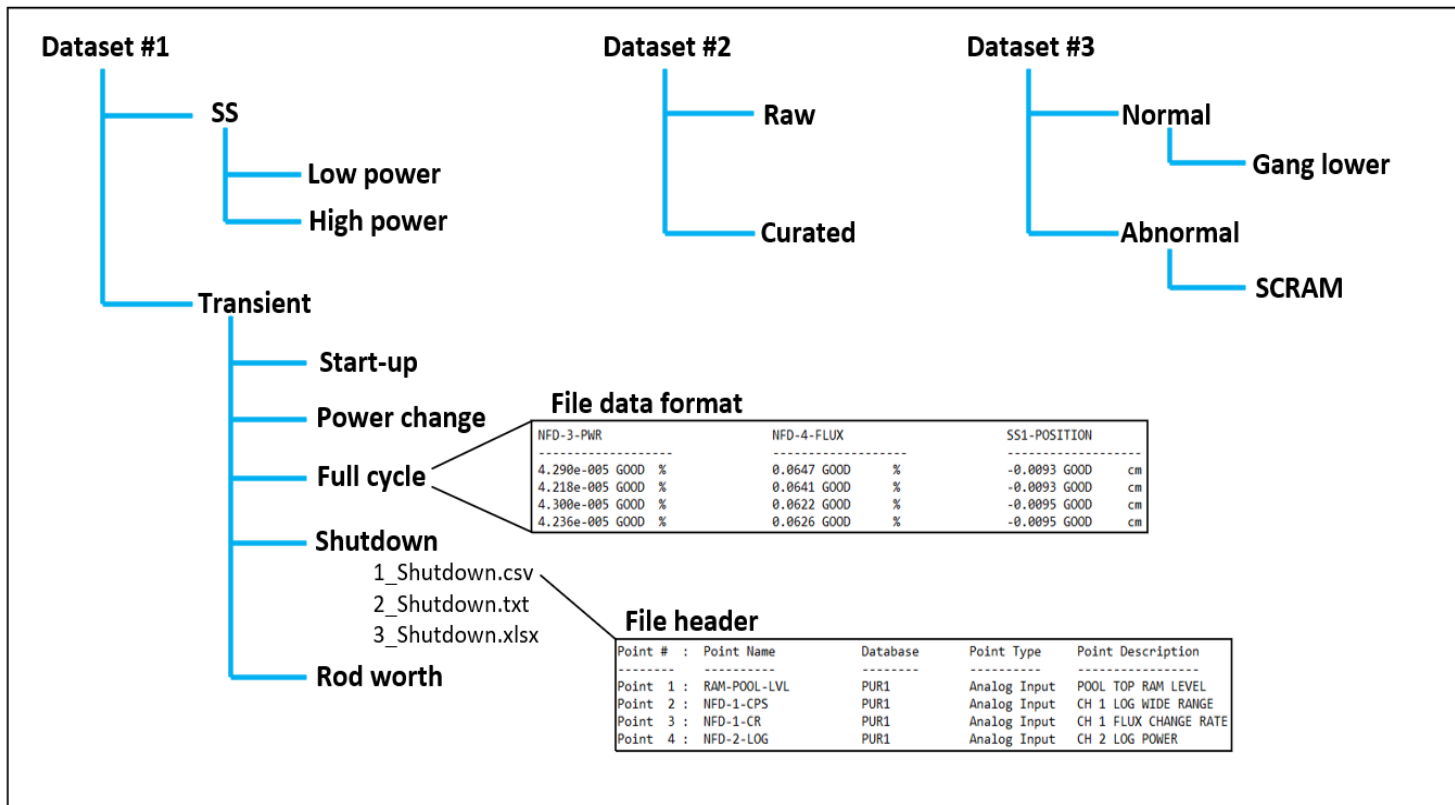 Dataset #1
SS
Low power
High power
Transient
Start-up
Power change
Full cycle
Shutdown
1_Shutdown.csv
2_Shutdown.txt
3_Shutdown.xlsx
Rod worth
Dataset #2
Raw
Curated
Dataset #3
Normal
Gang lower
Abnormal
SCRAM
File data format
NFD-3-PWR NFD-4-FLUX SS1-POSITION
------------------ ------------------ ------------------
4.290e-005 GOOD % 0.0647 GOOD % -0.0093 GOOD cm
4.218e-005 GOOD % 0.0641 GOOD % -0.0093 GOOD cm
4.300e-005 GOOD % 0.0622 GOOD % -0.0095 GOOD cm
4.236e-005 GOOD % 0.0626 GOOD % -0.0095 GOOD cm
File header
Point # : Point Name Database Point Type Point Description
-------- ---------- -------- ---------- -----------------
Point 1 : RAM-POOL-LVL PUR1 Analog Input POOL TOP RAM LEVEL
Point 2 : NFD-1-CPS PUR1 Analog Input CH 1 LOG WIDE RANGE
Point 3 : NFD-1-CR PUR1 Analog Input CH 1 FLUX CHANGE RATE
Point 4 : NFD-2-LOG PUR1 Analog Input CH 2 LOG POWER